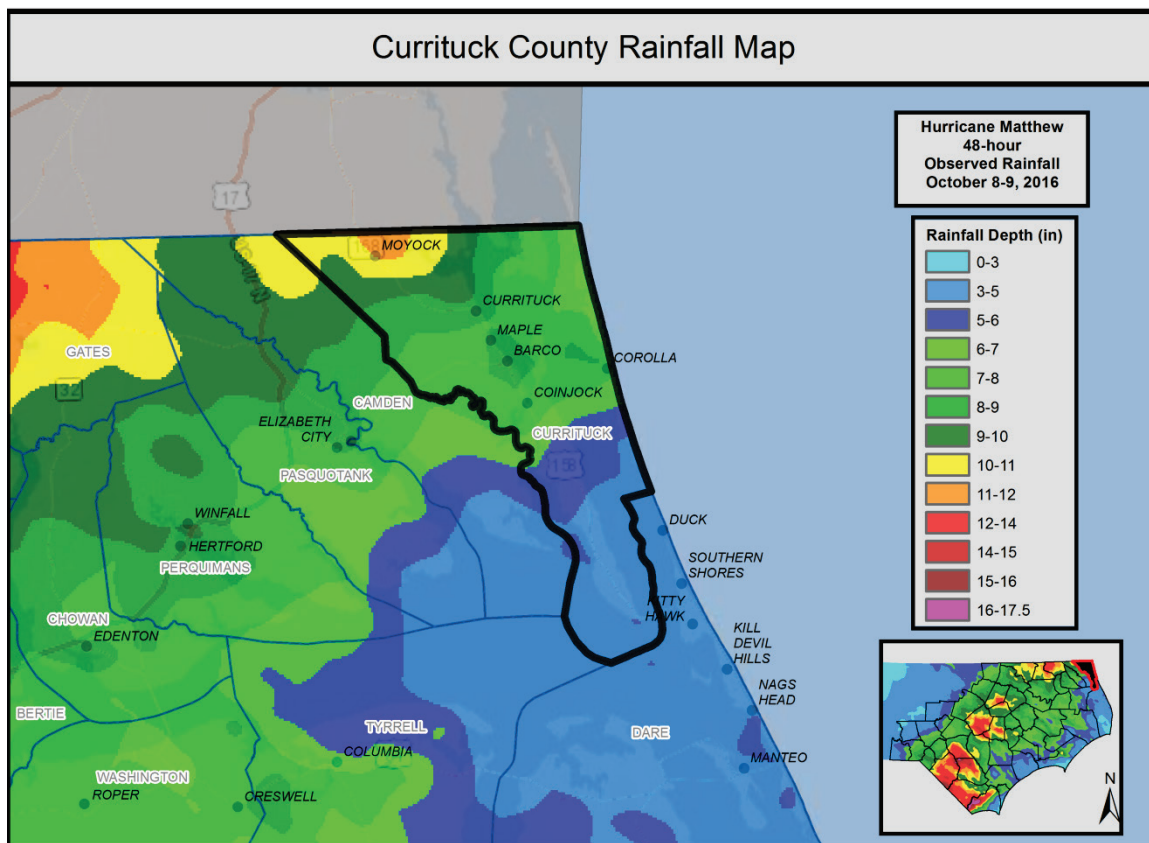 Currituck County Rainfall Map
Hurricane Matthew
48-hour
Observed Rainfall
October 8-9, 2016
Rainfall Depth (in)
0-3
3-5
5-6
6-7
7-8
8-9
9-10
10-11
11-12
12-14
14-15
15-16
16-17.5
N
17
158
MOYOCK
CURRITUCK
MAPLE
BARCO
COROLLA
GATES
32
COINJOCK
CAMDEN
ELIZABETH
CITY
CURRITUCK
158
PASQUOTANK
WINFALL
HERTFORD
PERQUIMANS
DUCK
SOUTHERN
SHORES
KITTY
HAWK
CHOWAN
EDENTON
KILL
DEVIL
HILLS
NAGS
HEAD
BERTIE
TYRRELL
DARE
COLUMBIA
MANTEO
WASHINGTON
ROPER
CRESWELL